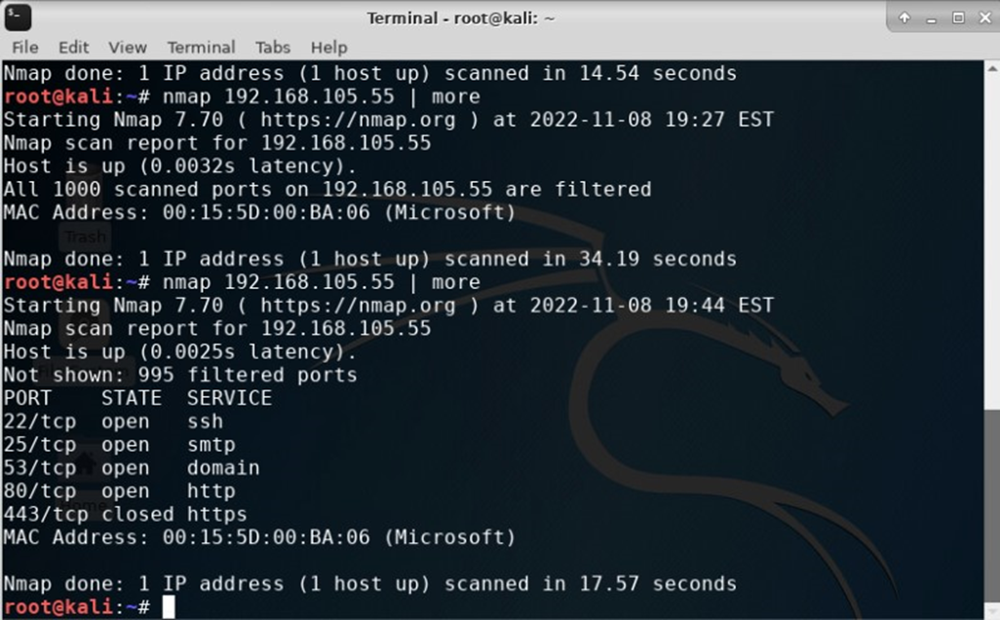 Terminal - root@kali: ~
File Edit View Terminal Tabs Help
Nmap done: 1 IP address (1 host up) scanned in 14.54 seconds
root@kali:~# nmap 192.168.105.55 | more
Starting Nmap 7.70 ( https://nmap.org ) at 2022-11-08 19:27 EST
Nmap scan report for 192.168.105.55
Host is up (0.0032s latency).
All 1000 scanned ports on 192.168.105.55 are filtered
MAC Address: 00:15:5D:00:BA:06 (Microsoft)
Trash
Nmap done: 1 IP address (1 host up) scanned in 34.19 seconds
root@kali:~# nmap 192.168.105.55 | more
Starting Nmap 7.70 ( https://nmap.org ) at 2022-11-08 19:44 EST
Nmap scan report for 192.168.105.55
Host is up (0.0025s latency).
Not shown: 995 filtered ports
PORT STATE SERVICE
22/tcp open ssh
25/tcp open smtp
53/tcp open domain
80/tcp open http
443/tcp closed https
MAC Address: 00:15:5D:00:BA:06 (Microsoft)
Nmap done: 1 IP address (1 host up) scanned in 17.57 seconds
root@kali:~#